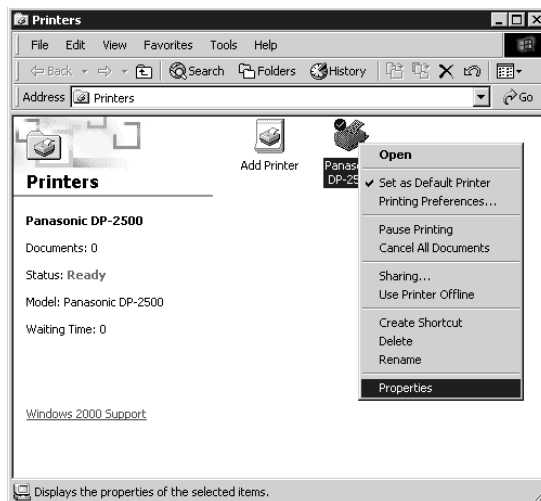 Printers
File Edit View Favorites Tools Help
Back Search Folders History
Address Printers Go
Printers
Panasonic DP-2500
Documents: 0
Status: Ready
Model: Panasonic DP-2500
Waiting Time: 0
Windows 2000 Support
Add Printer
Open
Set as Default Printer
Printing Preferences...
Pause Printing
Cancel All Documents
Sharing...
Use Printer Offline
Create Shortcut
Delete
Rename
Properties
Displays the properties of the selected items.